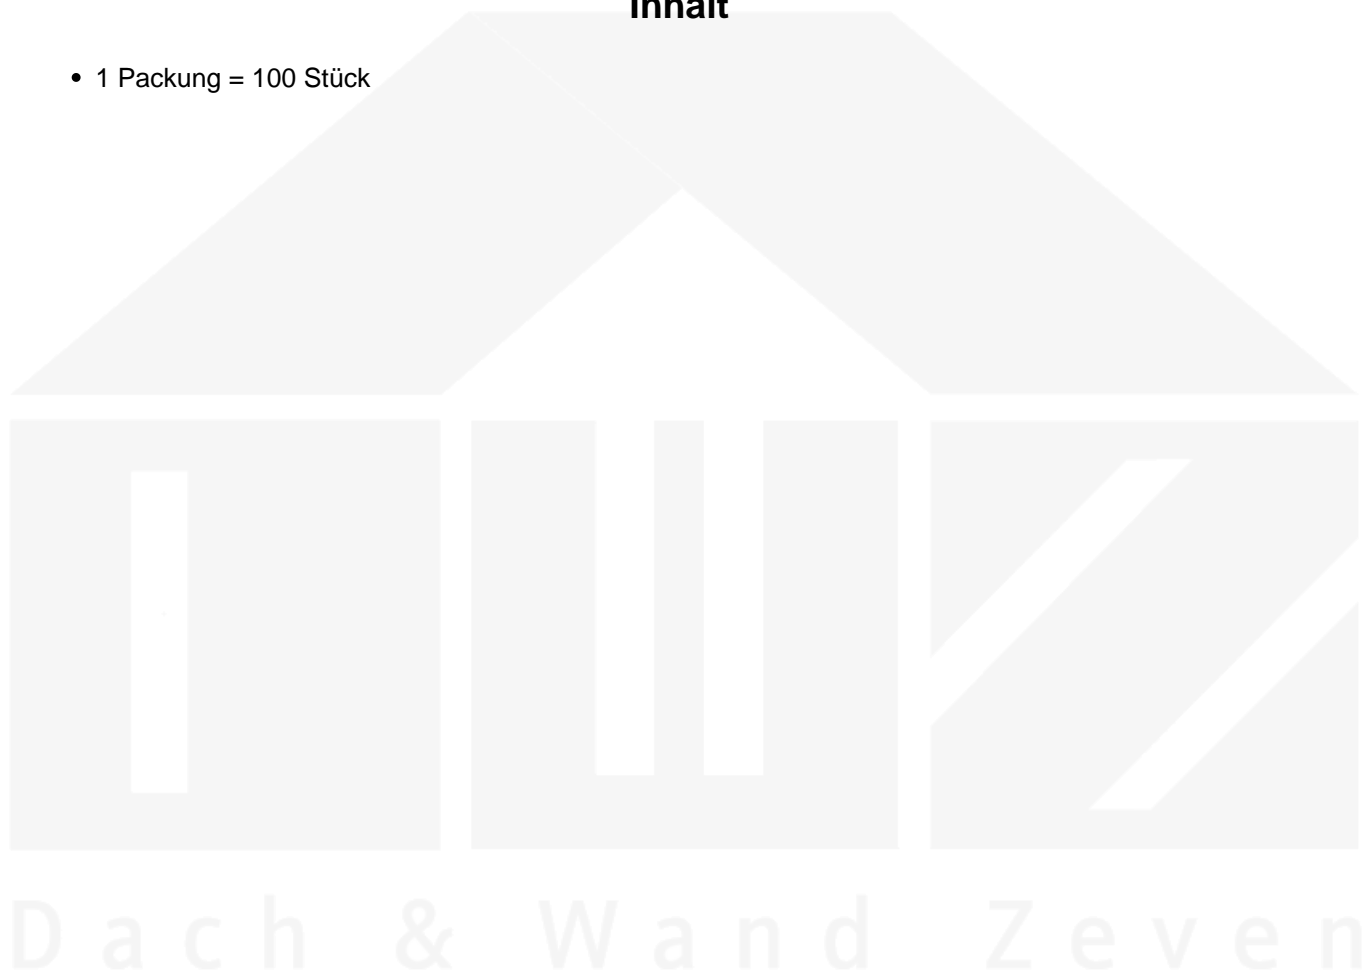 Inhalt
1 Packung = 100 Stück
Dach & Wand Zeven